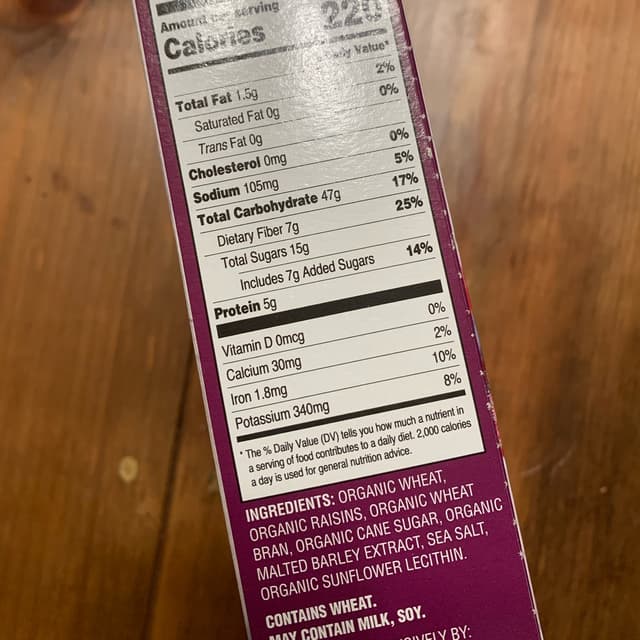 Amount per serving
Calories 220
% Daily Value*
Total Fat 1.5g 2%
Saturated Fat 0g 0%
Trans Fat 0g
Cholesterol 0mg 0%
Sodium 105mg 5%
Total Carbohydrate 47g 17%
Dietary Fiber 7g 25%
Total Sugars 15g
Includes 7g Added Sugars 14%
Protein 5g
Vitamin D 0mcg 0%
Calcium 30mg 2%
Iron 1.8mg 10%
Potassium 340mg 8%
* The % Daily Value (DV) tells you how much a nutrient in
a serving of food contributes to a daily diet. 2,000 calories
a day is used for general nutrition advice.
INGREDIENTS: ORGANIC WHEAT,
ORGANIC RAISINS, ORGANIC WHEAT
BRAN, ORGANIC CANE SUGAR, ORGANIC
MALTED BARLEY EXTRACT, SEA SALT,
ORGANIC SUNFLOWER LECITHIN.
CONTAINS WHEAT.
MAY CONTAIN MILK, SOY.
BY: